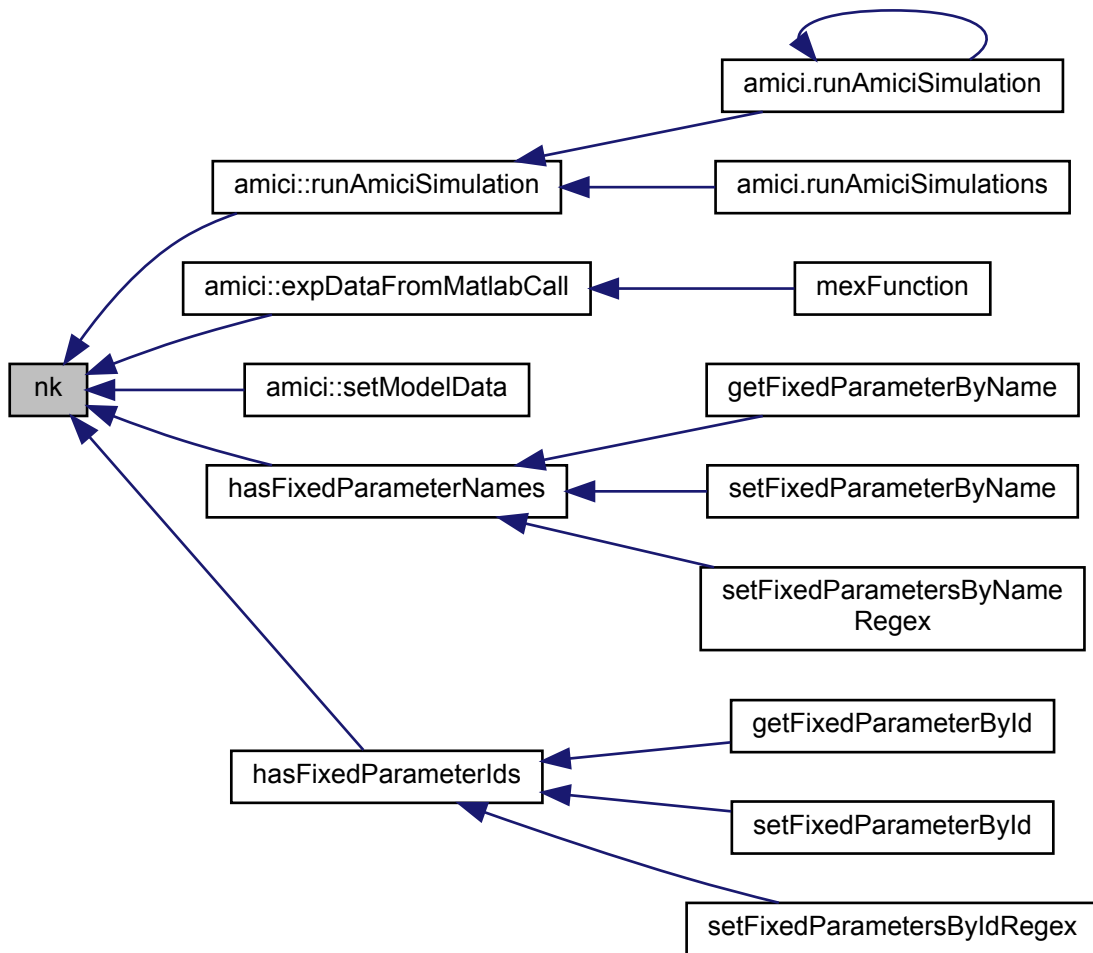 amici.runAmiciSimulation
amici::runAmiciSimulation
amici.runAmiciSimulations
amici::expDataFromMatlabCall
mexFunction
nk
amici::setModelData
getFixedParameterByName
hasFixedParameterNames
setFixedParameterByName
setFixedParametersByName
Regex
getFixedParameterById
hasFixedParameterIds
setFixedParameterById
setFixedParametersByIdRegex